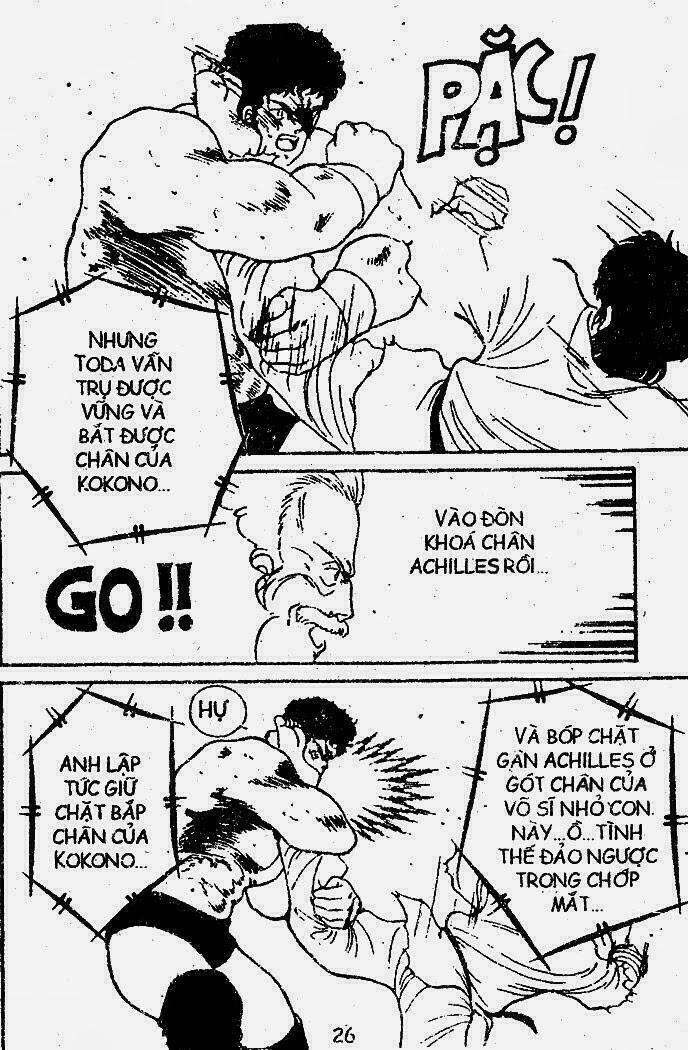 PẶC!
NHƯNG
TODA VẪN
TRỤ ĐƯỢC
VỮNG VÀ
BẮT ĐƯỢC
CHÂN CỦA
KOKONO...
VÀO ĐÒN
KHOÁ CHÂN
ACHILLES RỒI...
GO!!
HỰ
ANH LẬP
TỨC GIỮ
CHẶT BẮP
CHÂN CỦA
KOKONO...
VÀ BÓP CHẶT
GÂN ACHILLES Ở
GÓT CHÂN CỦA
VÕ SĨ NHỎ CON
NÀY...Ồ...TÌNH
THẾ ĐẢO NGƯỢC
TRONG CHỚP
MẮT...
26